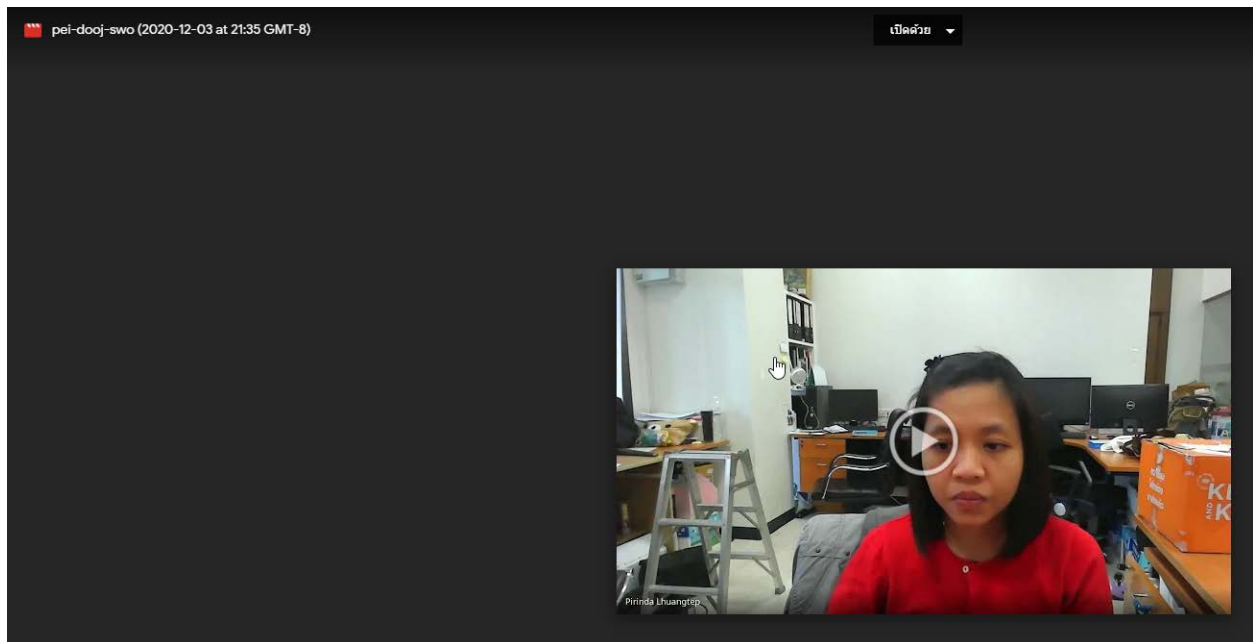 pei-dooj-swo (2020-12-03 at 21:35 GMT-8)
เปิดด้วย
Pirinda Lhuangtep
AND